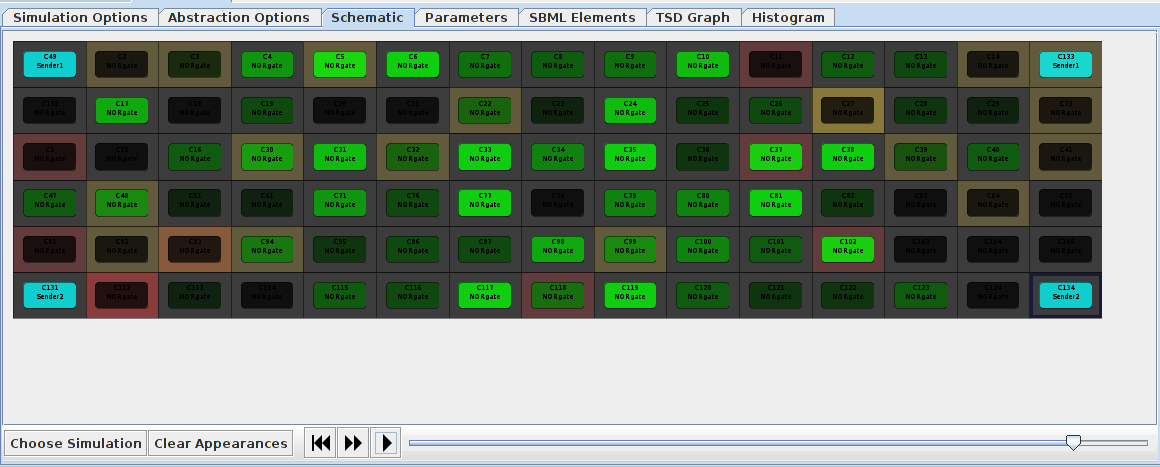 Simulation Options Abstraction Options Schematic Parameters SBML Elements TSD Graph Histogram
C49 C2 C3 C4 C5 C6 C7 C8 C9 C10 C11 C12 C13 C14 C133
Sender1 NORgate NORgate NORgate NORgate NORgate NORgate NORgate NORgate NORgate NORgate NORgate NORgate NORgate Sender1
C17 C19 C22 C23 C24 C25 C26 C27 C28 C29 C73
NORgate NORgate NORgate NORgate NORgate NORgate NORgate NORgate NORgate NORgate NORgate NORgate NORgate NORgate NORgate
C1 C16 C30 C31 C32 C33 C34 C35 C36 C37 C38 C39 C40 C41
NORgate NORgate NORgate NORgate NORgate NORgate NORgate NORgate NORgate NORgate NORgate NORgate NORgate NORgate NORgate
C47 C48 C61 C71 C76 C77 C78 C79 C80 C81 C82 C84
NORgate NORgate NORgate NORgate NORgate NORgate NORgate NORgate NORgate NORgate NORgate NORgate NORgate NORgate NORgate
C91 C92 C93 C94 C95 C96 C97 C98 C99 C100 C101 C102 C103 C104 C105
NORgate NORgate NORgate NORgate NORgate NORgate NORgate NORgate NORgate NORgate NORgate NORgate NORgate NORgate NORgate
C131 C112 C113 C114 C115 C116 C117 C118 C119 C120 C121 C122 C123 C124 C134
Sender2 NORgate NORgate NORgate NORgate NORgate NORgate NORgate NORgate NORgate NORgate NORgate NORgate NORgate Sender2
Choose Simulation Clear Appearances